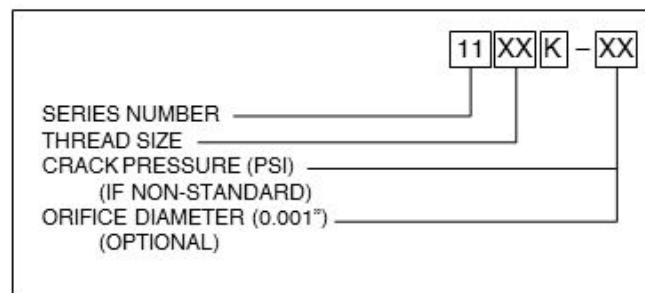 11 XX K – XX
SERIES NUMBER
THREAD SIZE
CRACK PRESSURE (PSI)
(IF NON-STANDARD)
ORIFICE DIAMETER (0.001”)
(OPTIONAL)